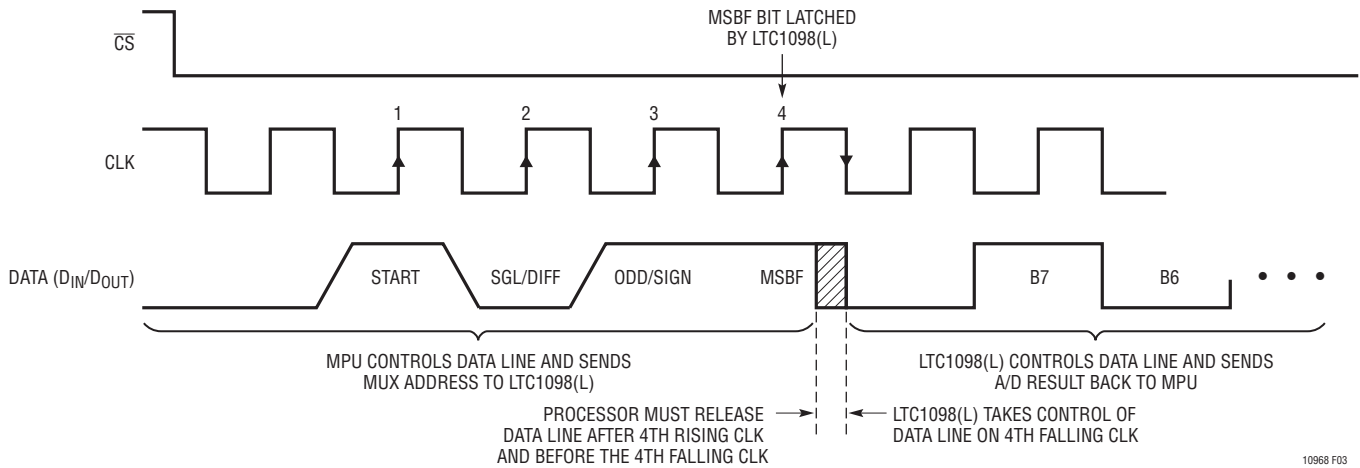 MSBF BIT LATCHED
BY LTC1098(L)
CS
1 2 3 4
CLK
DATA (DIN/DOUT)
START SGL/DIFF ODD/SIGN MSBF B7 B6 • • •
MPU CONTROLS DATA LINE AND SENDS
MUX ADDRESS TO LTC1098(L)
LTC1098(L) CONTROLS DATA LINE AND SENDS
A/D RESULT BACK TO MPU
PROCESSOR MUST RELEASE
DATA LINE AFTER 4TH RISING CLK
AND BEFORE THE 4TH FALLING CLK
LTC1098(L) TAKES CONTROL OF
DATA LINE ON 4TH FALLING CLK
10968 F03